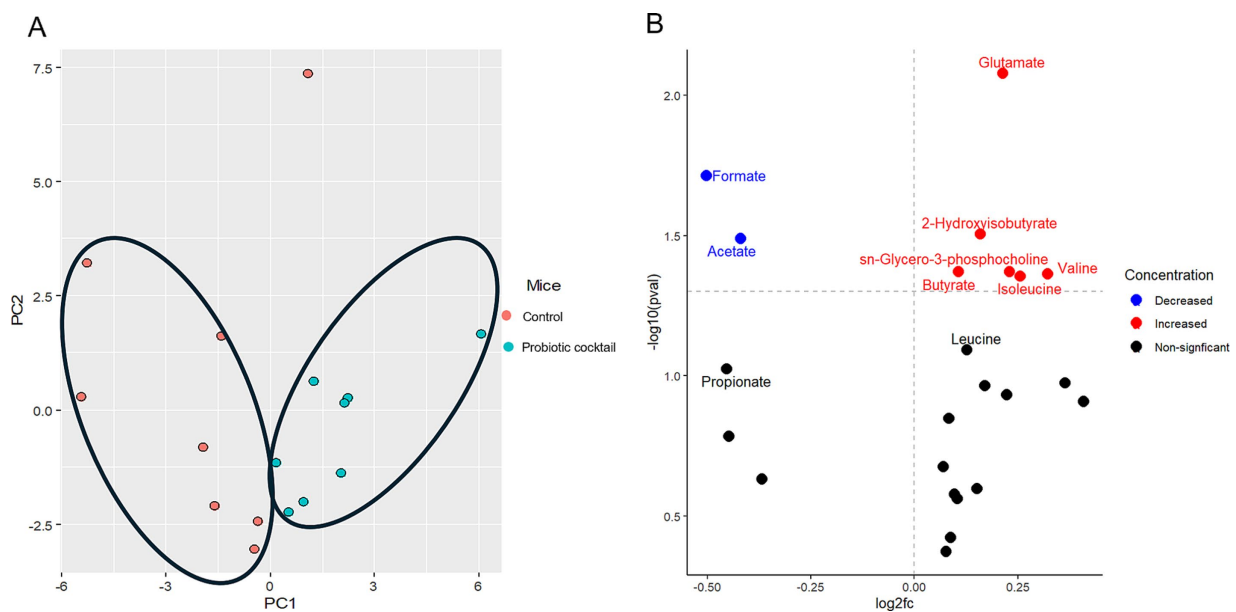 A
7.5
5.0
2.5
0.0
-2.5
PC2
-6
-3
0
3
6
PC1
Mice
Control
Probiotic cocktail
B
2.0
1.5
1.0
0.5
-log10(pval)
Glutamate
Formate
2-Hydroxyisobutyrate
Acetate
sn-Glycero-3-phosphocholine
Valine
Butyrate
Isoleucine
Leucine
Propionate
-0.50
-0.25
0.00
0.25
log2fc
Concentration
Decreased
Increased
Non-signficant